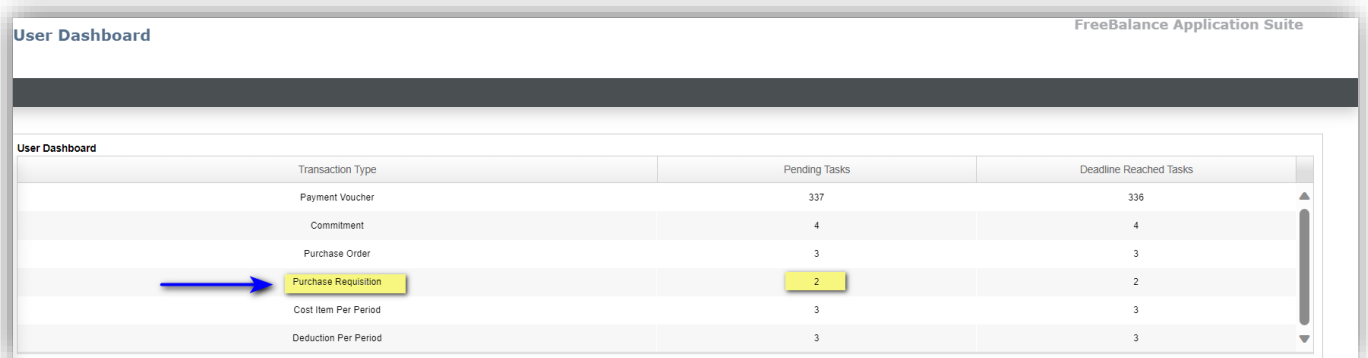 FreeBalance Application Suite
User Dashboard
User Dashboard
Transaction Type Pending Tasks Deadline Reached Tasks
Payment Voucher 337 336
Commitment 4 4
Purchase Order 3 3
Purchase Requisition 2 2
Cost Item Per Period 3 3
Deduction Per Period 3 3